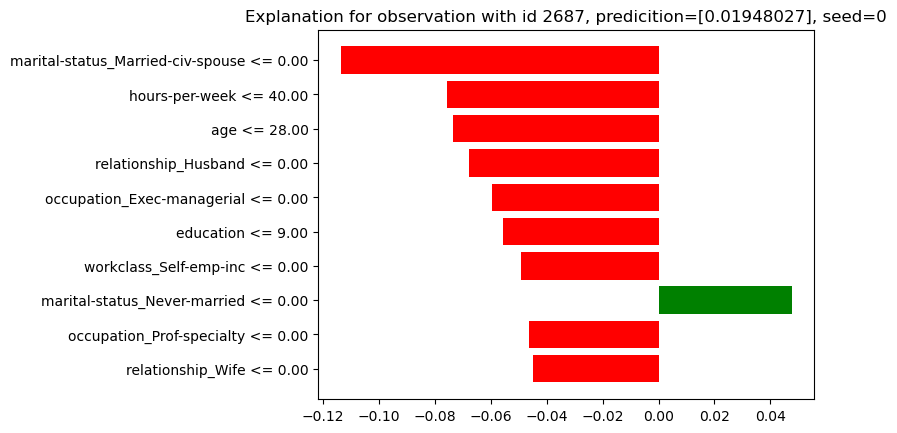 Explanation for observation with id 2687, predicition=[0.01948027], seed=0
marital-status_Married-civ-spouse <= 0.00
hours-per-week <= 40.00
age <= 28.00
relationship_Husband <= 0.00
occupation_Exec-managerial <= 0.00
education <= 9.00
workclass_Self-emp-inc <= 0.00
marital-status_Never-married <= 0.00
occupation_Prof-specialty <= 0.00
relationship_Wife <= 0.00
−0.12 −0.10 −0.08 −0.06 −0.04 −0.02 0.00 0.02 0.04